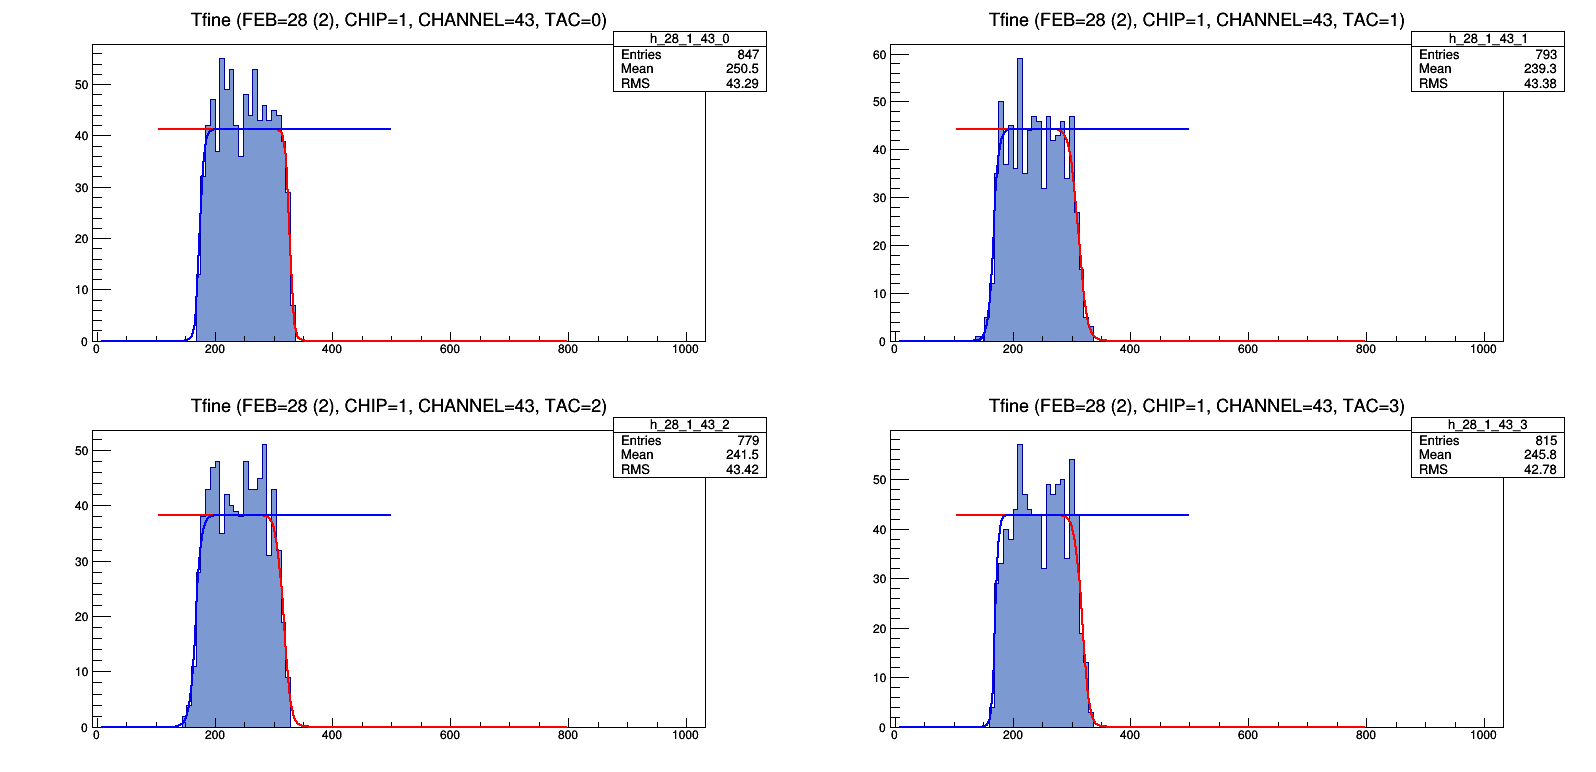 Tfine (FEB=28 (2), CHIP=1, CHANNEL=43, TAC=0)
h_28_1_43_0
Entries 847
Mean 250.5
RMS 43.29
50
40
30
20
10
0
0 200 400 600 800 1000
Tfine (FEB=28 (2), CHIP=1, CHANNEL=43, TAC=1)
h_28_1_43_1
Entries 793
Mean 239.3
RMS 43.38
60
50
40
30
20
10
0
0 200 400 600 800 1000
Tfine (FEB=28 (2), CHIP=1, CHANNEL=43, TAC=2)
h_28_1_43_2
Entries 779
Mean 241.5
RMS 43.42
50
40
30
20
10
0
0 200 400 600 800 1000
Tfine (FEB=28 (2), CHIP=1, CHANNEL=43, TAC=3)
h_28_1_43_3
Entries 815
Mean 245.8
RMS 42.78
50
40
30
20
10
0
0 200 400 600 800 1000